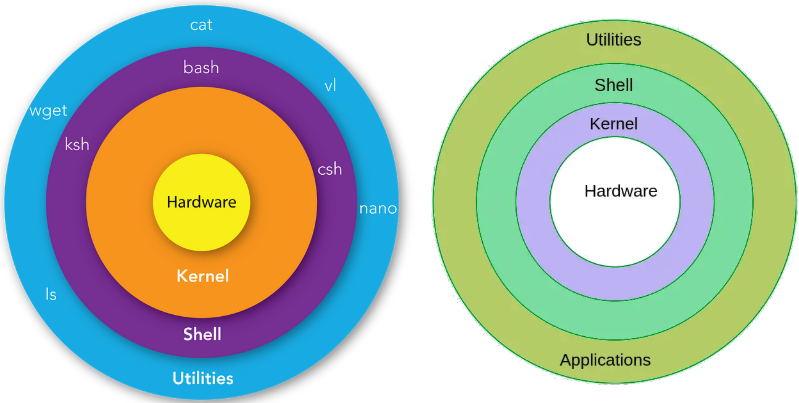 cat
bash
vl
wget
ksh
csh
Hardware
nano
Kernel
ls
Shell
Utilities
Utilities
Shell
Kernel
Hardware
Applications